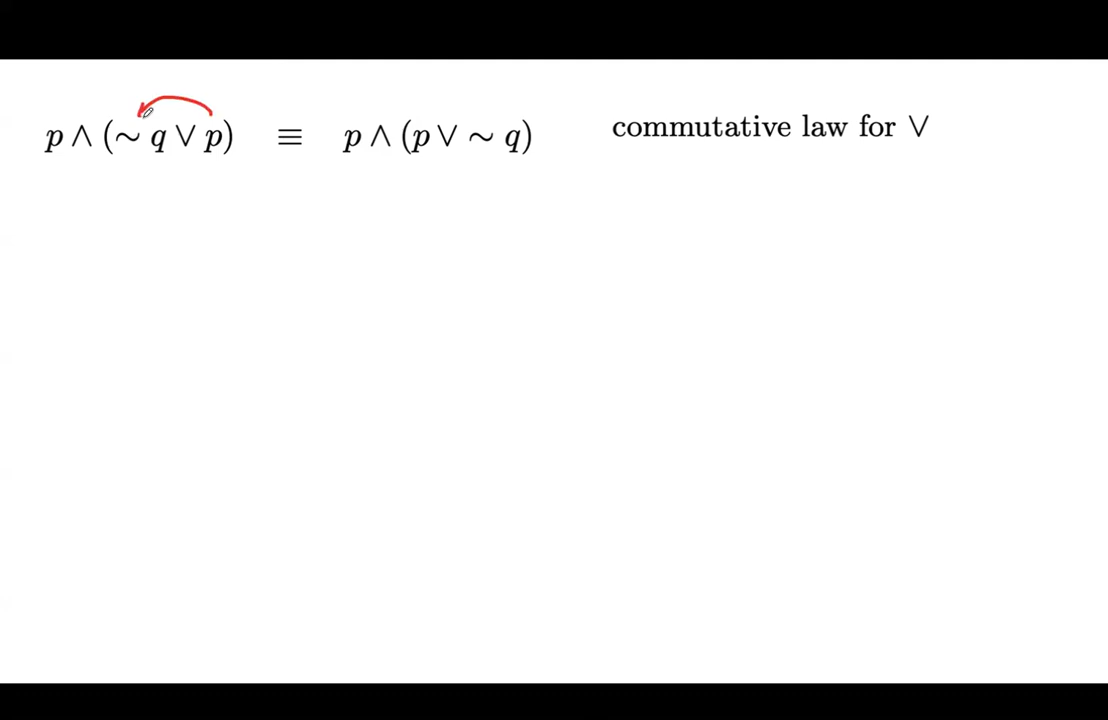 p ∧ (∼ q ∨ p) ≡ p ∧ (p ∨ ∼ q) commutative law for ∨